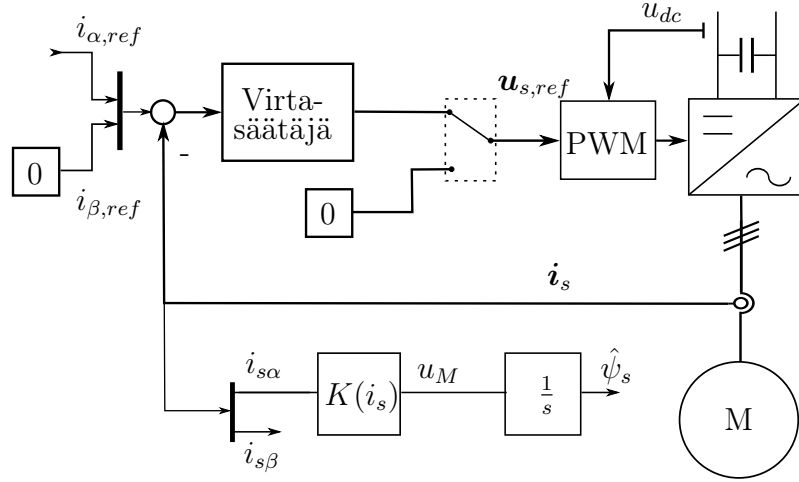 i_{α,ref}
u_{dc}
Virta-
säätäjä
u_{s,ref}
PWM
0
-
i_{β,ref}
0
i_s
i_{sα}
K(i_s)
u_M
1/s
\hat{ψ}_s
M
i_{sβ}